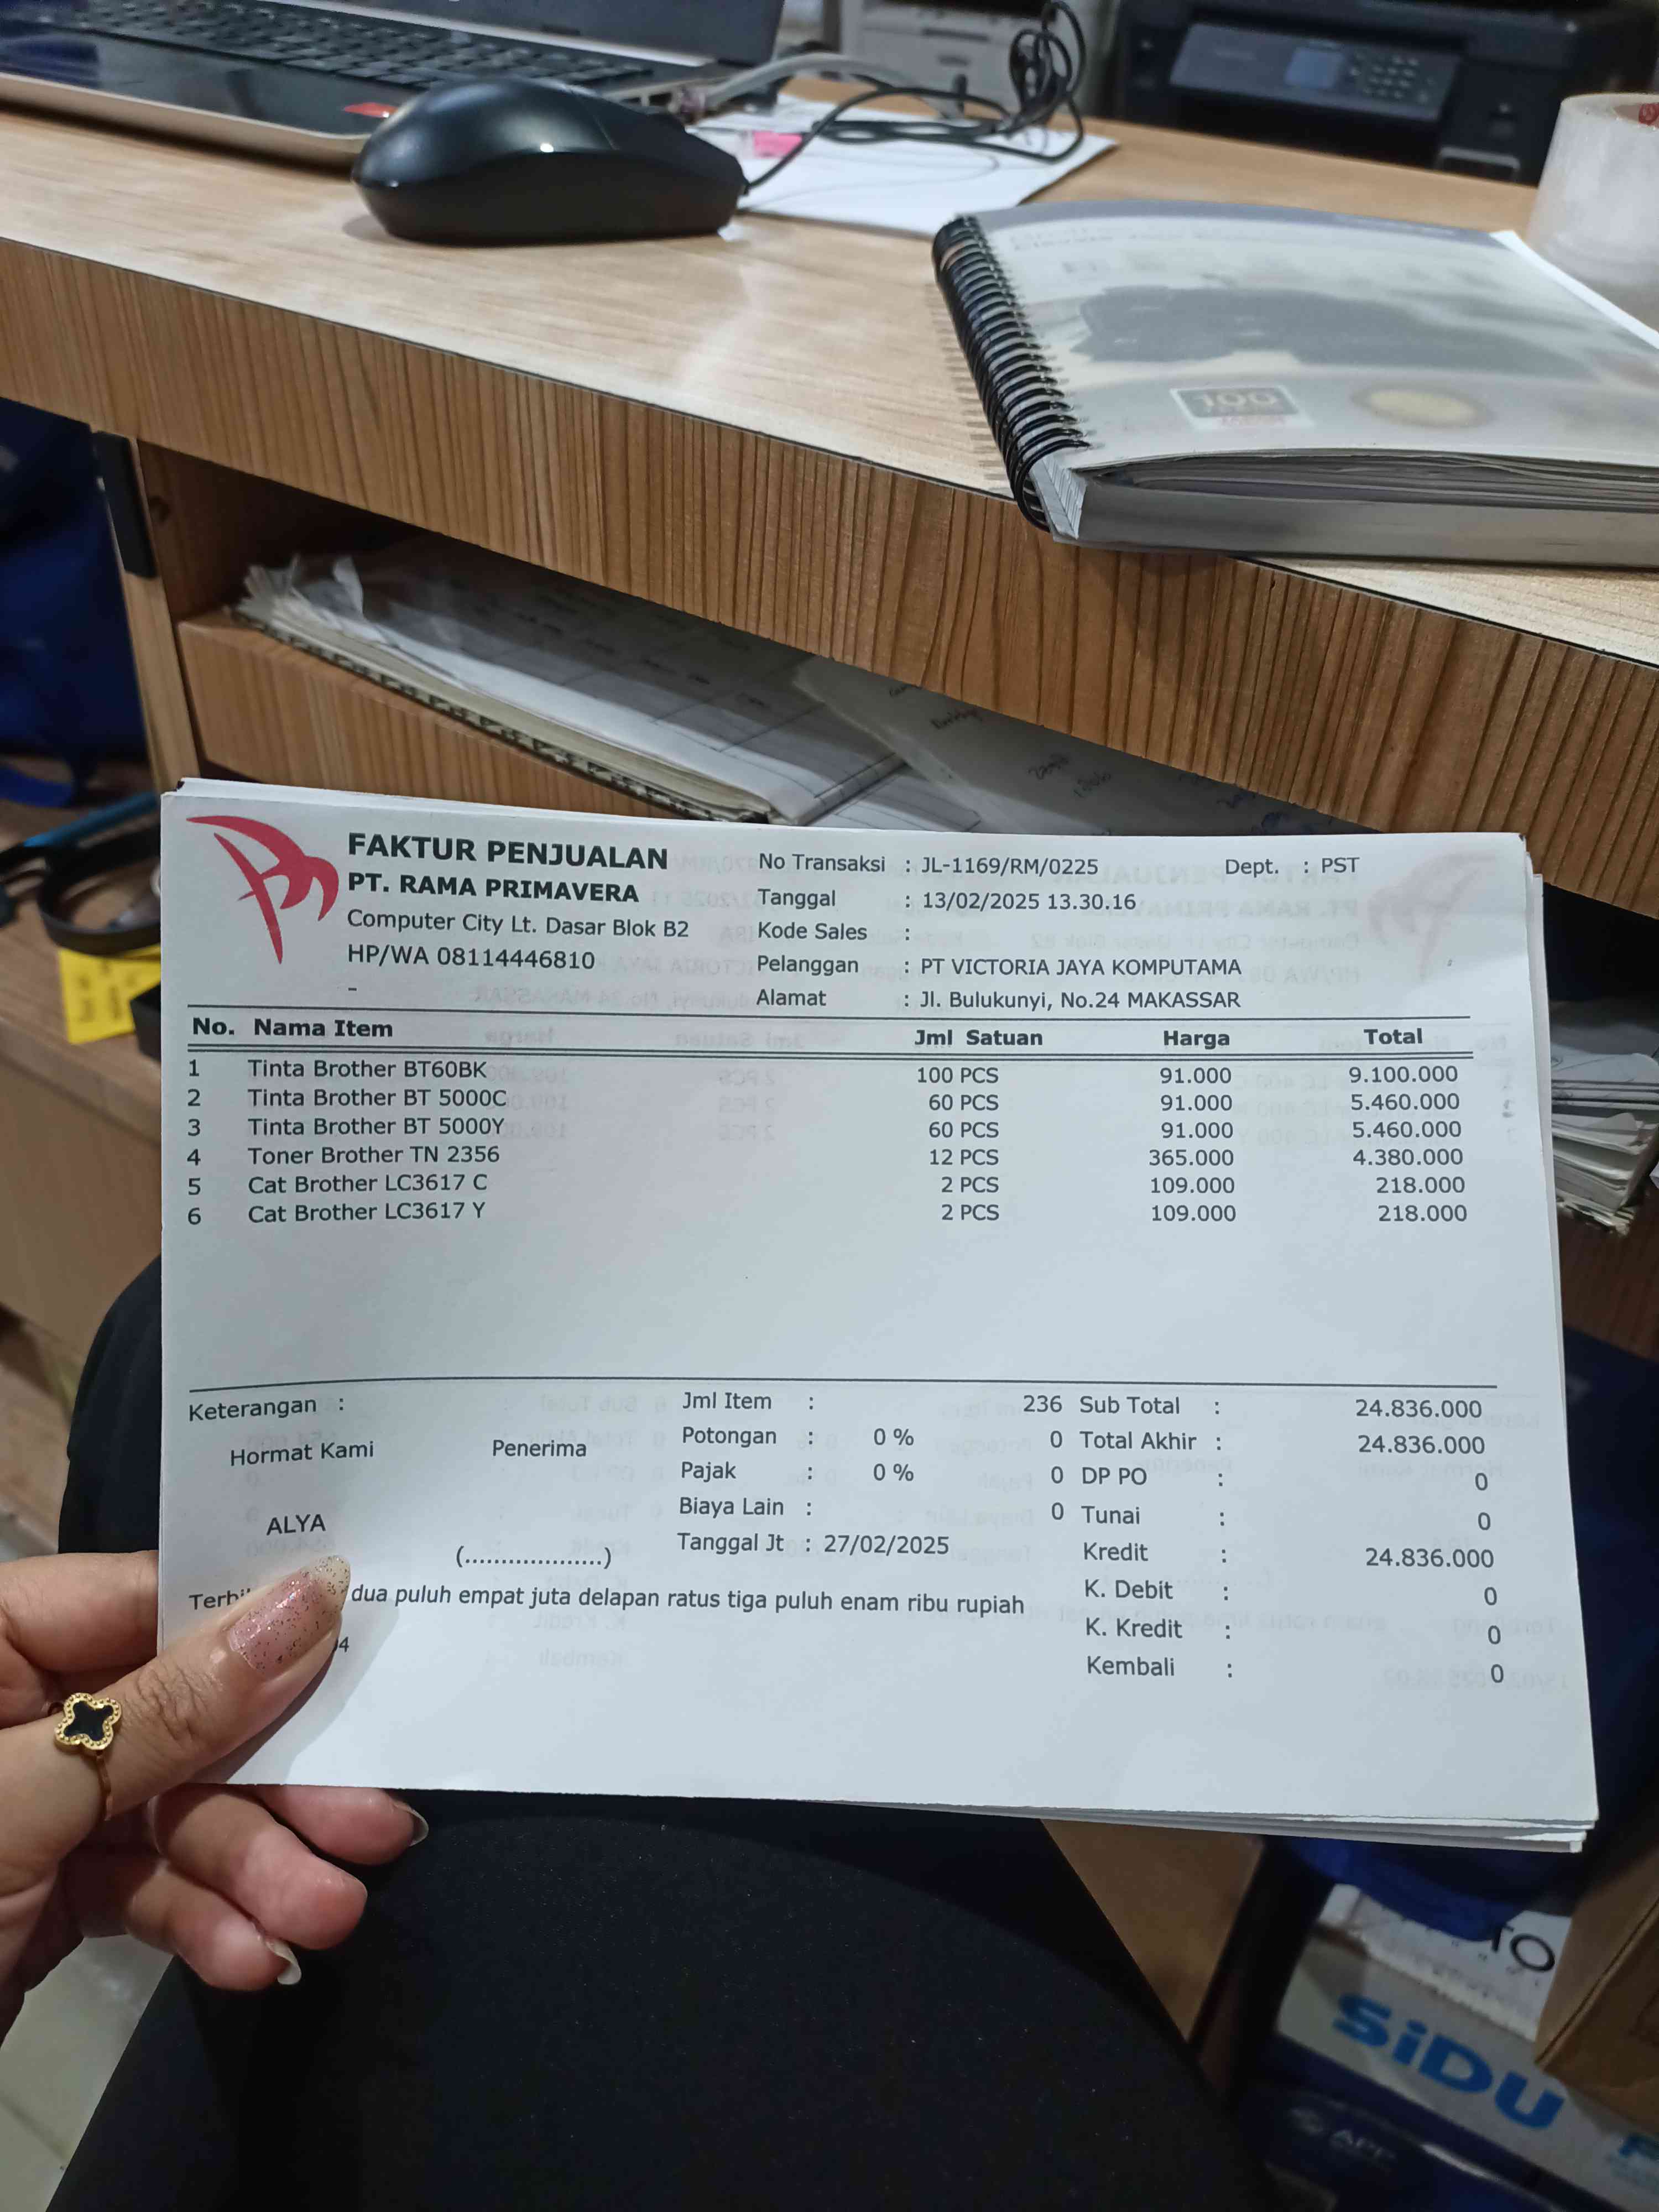 FAKTUR PENJUALAN
PT. RAMA PRIMAVERA
Computer City Lt. Dasar Blok B2
HP/WA 08114446810
-
No Transaksi : JL-1169/RM/0225 Dept. : PST
Tanggal : 13/02/2025 13.30.16
Kode Sales :
Pelanggan : PT VICTORIA JAYA KOMPUTAMA
Alamat : Jl. Bulukunyi, No.24 MAKASSAR
No. Nama Item Jml Satuan Harga Total
1 Tinta Brother BT60BK 100 PCS 91.000 9.100.000
2 Tinta Brother BT 5000C 60 PCS 91.000 5.460.000
3 Tinta Brother BT 5000Y 60 PCS 91.000 5.460.000
4 Toner Brother TN 2356 12 PCS 365.000 4.380.000
5 Cat Brother LC3617 C 2 PCS 109.000 218.000
6 Cat Brother LC3617 Y 2 PCS 109.000 218.000
Keterangan :
Hormat Kami Penerima
ALYA
(....................)
Jml Item : 236
Potongan : 0 % 0
Pajak : 0 % 0
Biaya Lain : 0
Tanggal Jt : 27/02/2025
Sub Total : 24.836.000
Total Akhir : 24.836.000
DP PO : 0
Tunai : 0
Kredit : 24.836.000
K. Debit : 0
K. Kredit : 0
Kembali : 0
dua puluh empat juta delapan ratus tiga puluh enam ribu rupiah
100
SiDU